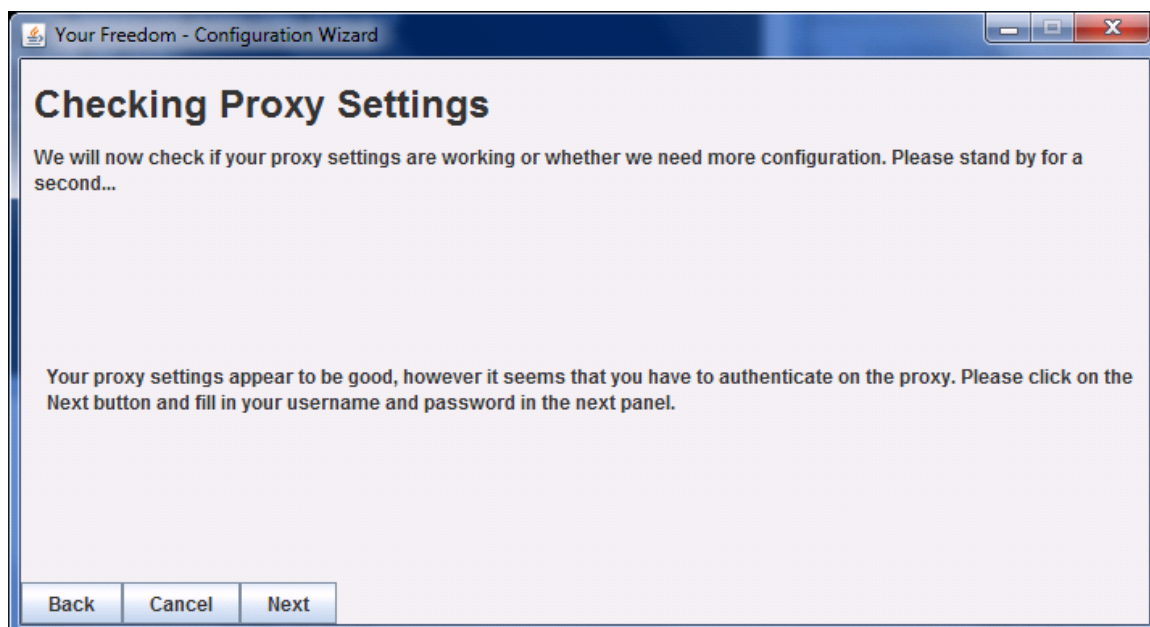 Your Freedom - Configuration Wizard
Checking Proxy Settings
We will now check if your proxy settings are working or whether we need more configuration. Please stand by for a
second...
Your proxy settings appear to be good, however it seems that you have to authenticate on the proxy. Please click on the
Next button and fill in your username and password in the next panel.
Back Cancel Next